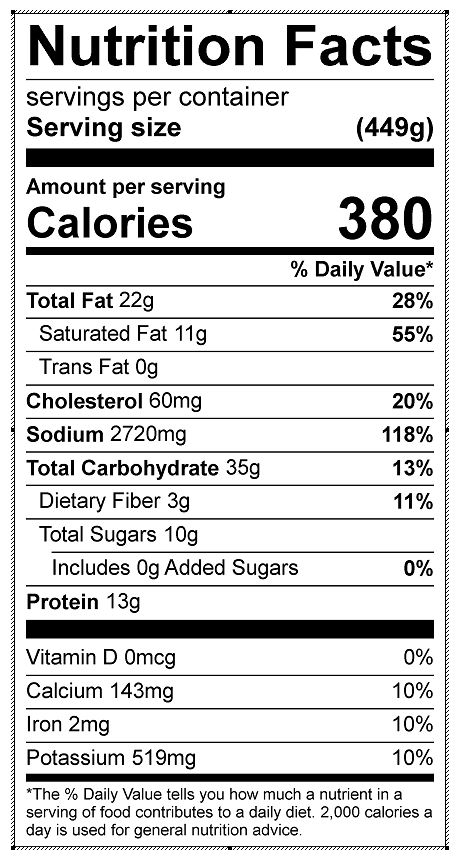 Nutrition Facts
servings per container
Serving size (449g)
Amount per serving
Calories 380
% Daily Value*
Total Fat 22g 28%
Saturated Fat 11g 55%
Trans Fat 0g
Cholesterol 60mg 20%
Sodium 2720mg 118%
Total Carbohydrate 35g 13%
Dietary Fiber 3g 11%
Total Sugars 10g
Includes 0g Added Sugars 0%
Protein 13g
Vitamin D 0mcg 0%
Calcium 143mg 10%
Iron 2mg 10%
Potassium 519mg 10%
*The % Daily Value tells you how much a nutrient in a
serving of food contributes to a daily diet. 2,000 calories a
day is used for general nutrition advice.